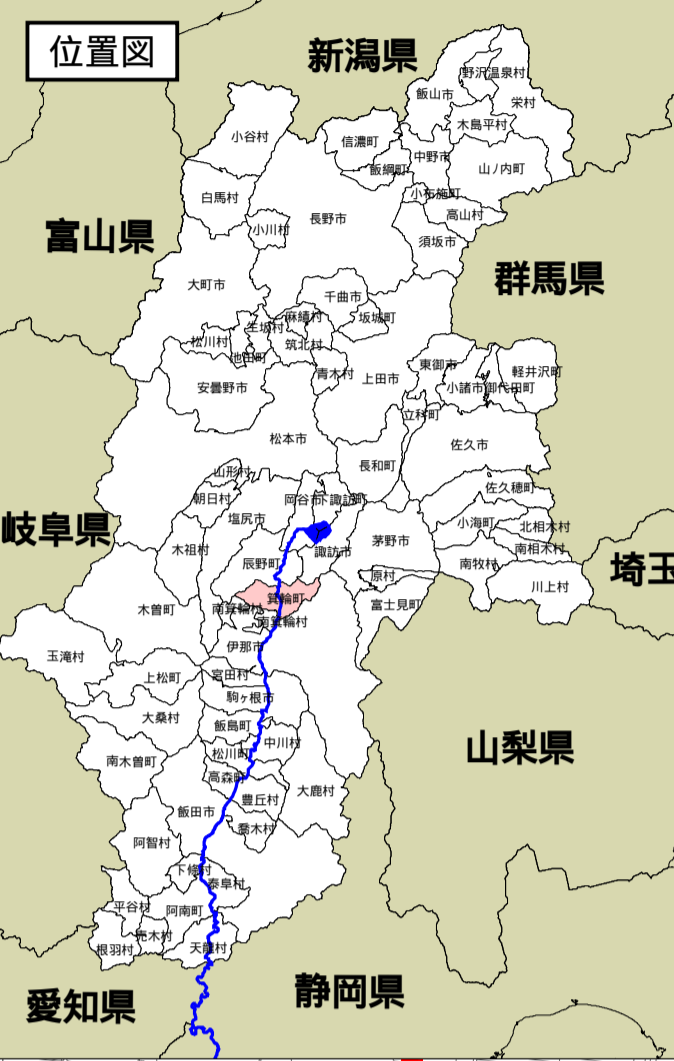 位置図
新潟県
野沢温泉村
飯山市
栄村
木島平村
小谷村
信濃町
中野市
飯綱町
山ノ内町
白馬村
小布施町
高山村
長野市
小川村
須坂市
富山県
群馬県
大町市
千曲市
麻績村
坂城町
生坂村
松川村
筑北村
池田町
青木村
東御市
軽井沢町
上田市
小諸市
御代田町
安曇野市
立科町
松本市
佐久市
長和町
山形村
佐久穂町
朝日村
岡谷市
下諏訪町
塩尻市
小海町
北相木村
岐阜県
茅野市
木祖村
諏訪市
南相木村
辰野町
南牧村
埼玉
原村
川上村
箕輪町
富士見町
木曽町
南箕輪村
南箕輪村
伊那市
玉滝村
宮田村
上松町
駒ヶ根市
大桑村
飯島町
中川村
山梨県
松川町
南木曽町
高森町
大鹿村
豊丘村
飯田市
喬木村
阿智村
下條村
泰阜村
平谷村
阿南町
売木村
根羽村
天龍村
静岡県
愛知県